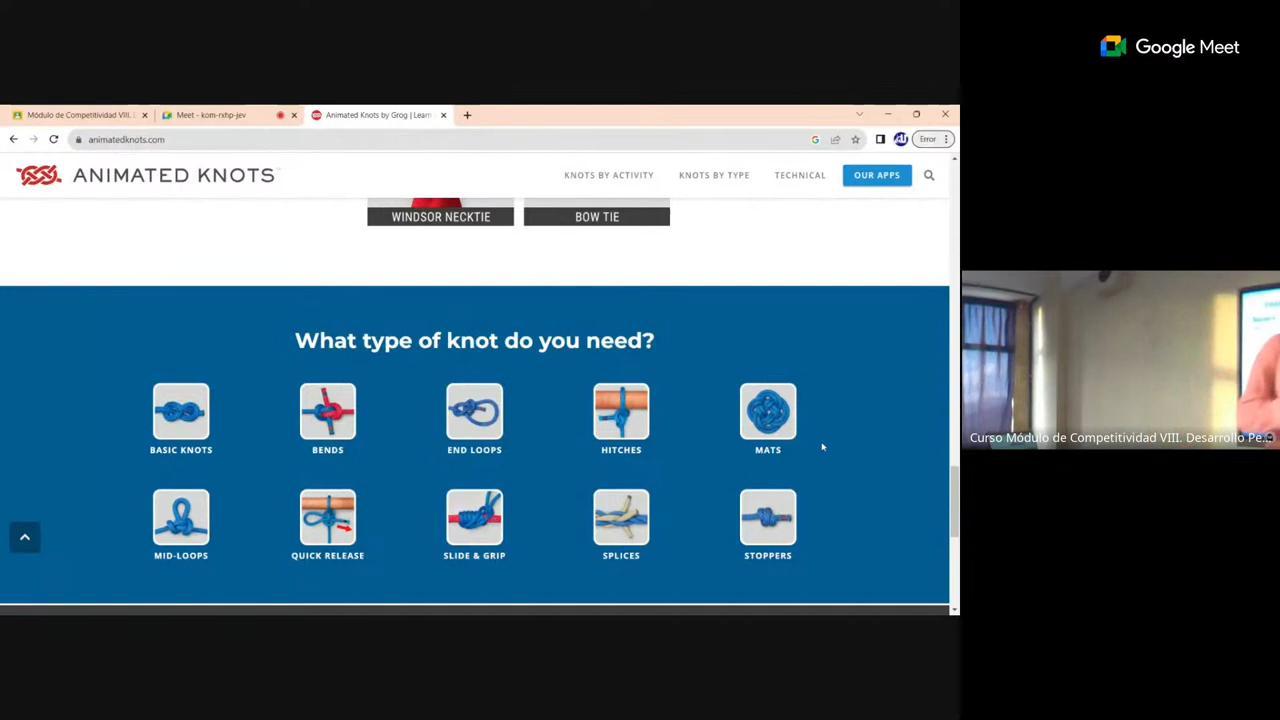 Google Meet
Módulo de Competitividad VIII. 
Meet - kom-rxhp-jev
Animated Knots by Grog | Learn
animatedknots.com
Error
ANIMATED KNOTS
KNOTS BY ACTIVITY
KNOTS BY TYPE
TECHNICAL
OUR APPS
WINDSOR NECKTIE
BOW TIE
What type of knot do you need?
BASIC KNOTS
BENDS
END LOOPS
HITCHES
MATS
MID-LOOPS
QUICK RELEASE
SLIDE & GRIP
SPLICES
STOPPERS
Curso Módulo de Competitividad VIII. Desarrollo Pe...